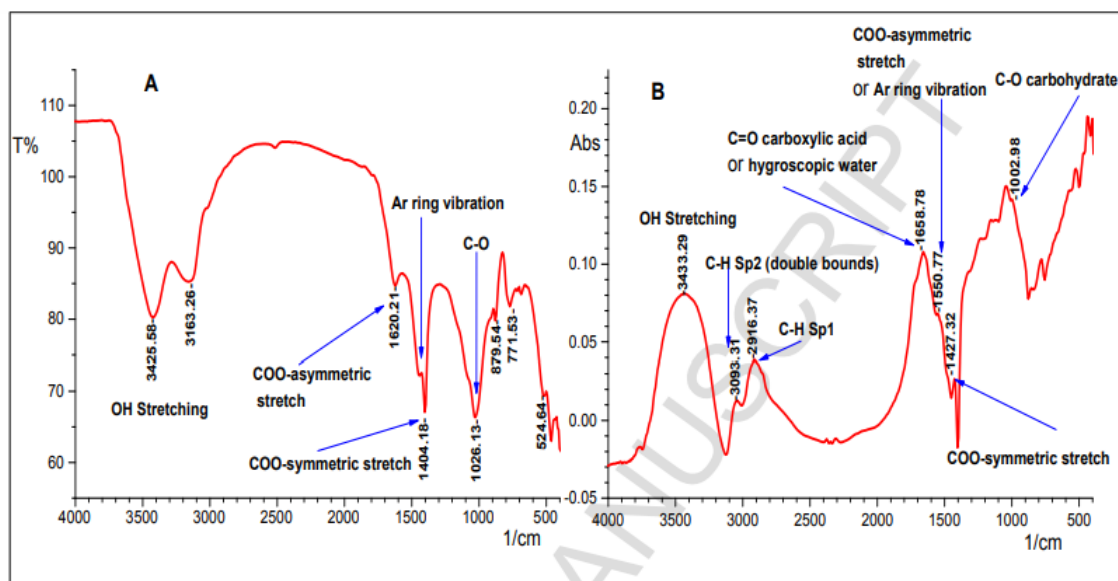 A
T%
110
100
90
80
70
60
4000
3500
3000
2500
2000
1500
1000
500
1/cm
3425.58
3163.26
OH Stretching
1620.21
COO-asymmetric
stretch
Ar ring vibration
COO-symmetric stretch
1404.18
C-O
1026.13
879.54
771.53
524.64
B
Abs
0.20
0.15
0.10
0.05
0.00
-0.05
4000
3500
3000
2500
2000
1500
1000
500
1/cm
OH Stretching
3433.29
C-H Sp2 (double bounds)
3093.31
2916.37
C-H Sp1
C=O carboxylic acid
or hygroscopic water
1658.78
COO-asymmetric
stretch
or Ar ring vibration
1550.77
1427.32
COO-symmetric stretch
C-O carbohydrate
1002.98
ANUSCRIPT